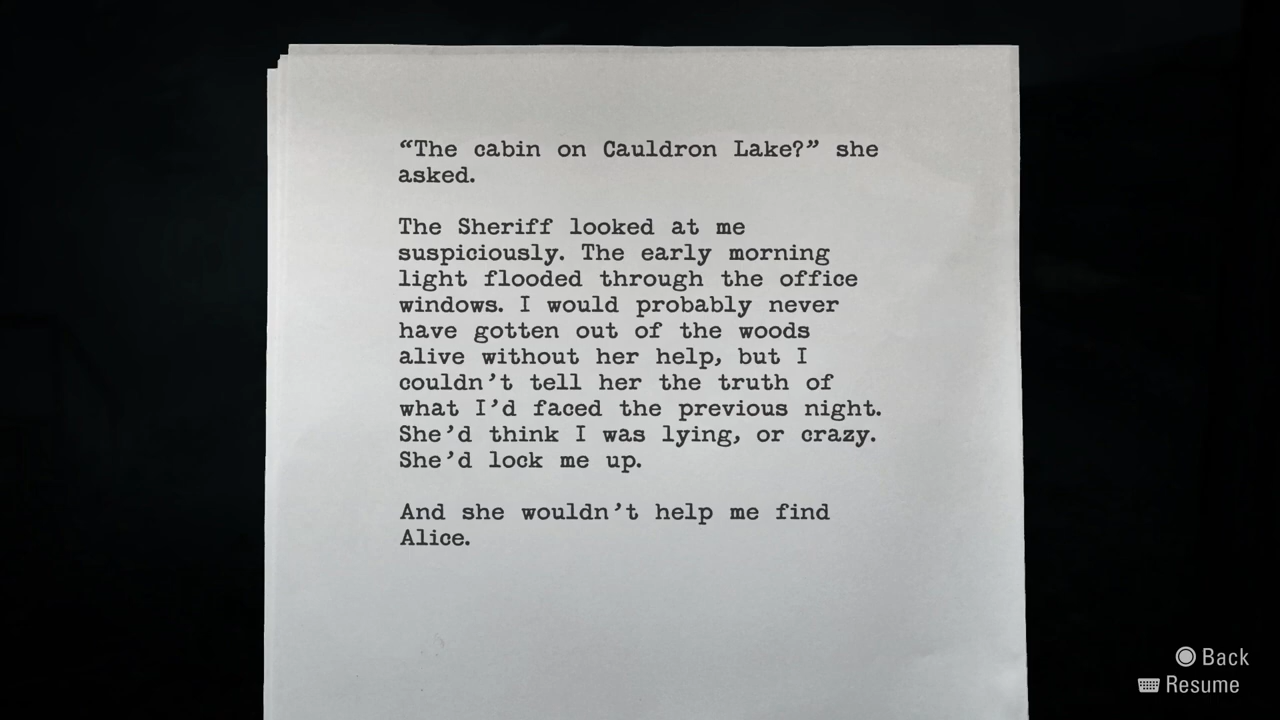 “The cabin on Cauldron Lake?” she
asked.
The Sheriff looked at me
suspiciously. The early morning
light flooded through the office
windows. I would probably never
have gotten out of the woods
alive without her help, but I
couldn’t tell her the truth of
what I’d faced the previous night.
She’d think I was lying, or crazy.
She’d lock me up.
And she wouldn’t help me find
Alice.
Back
Resume